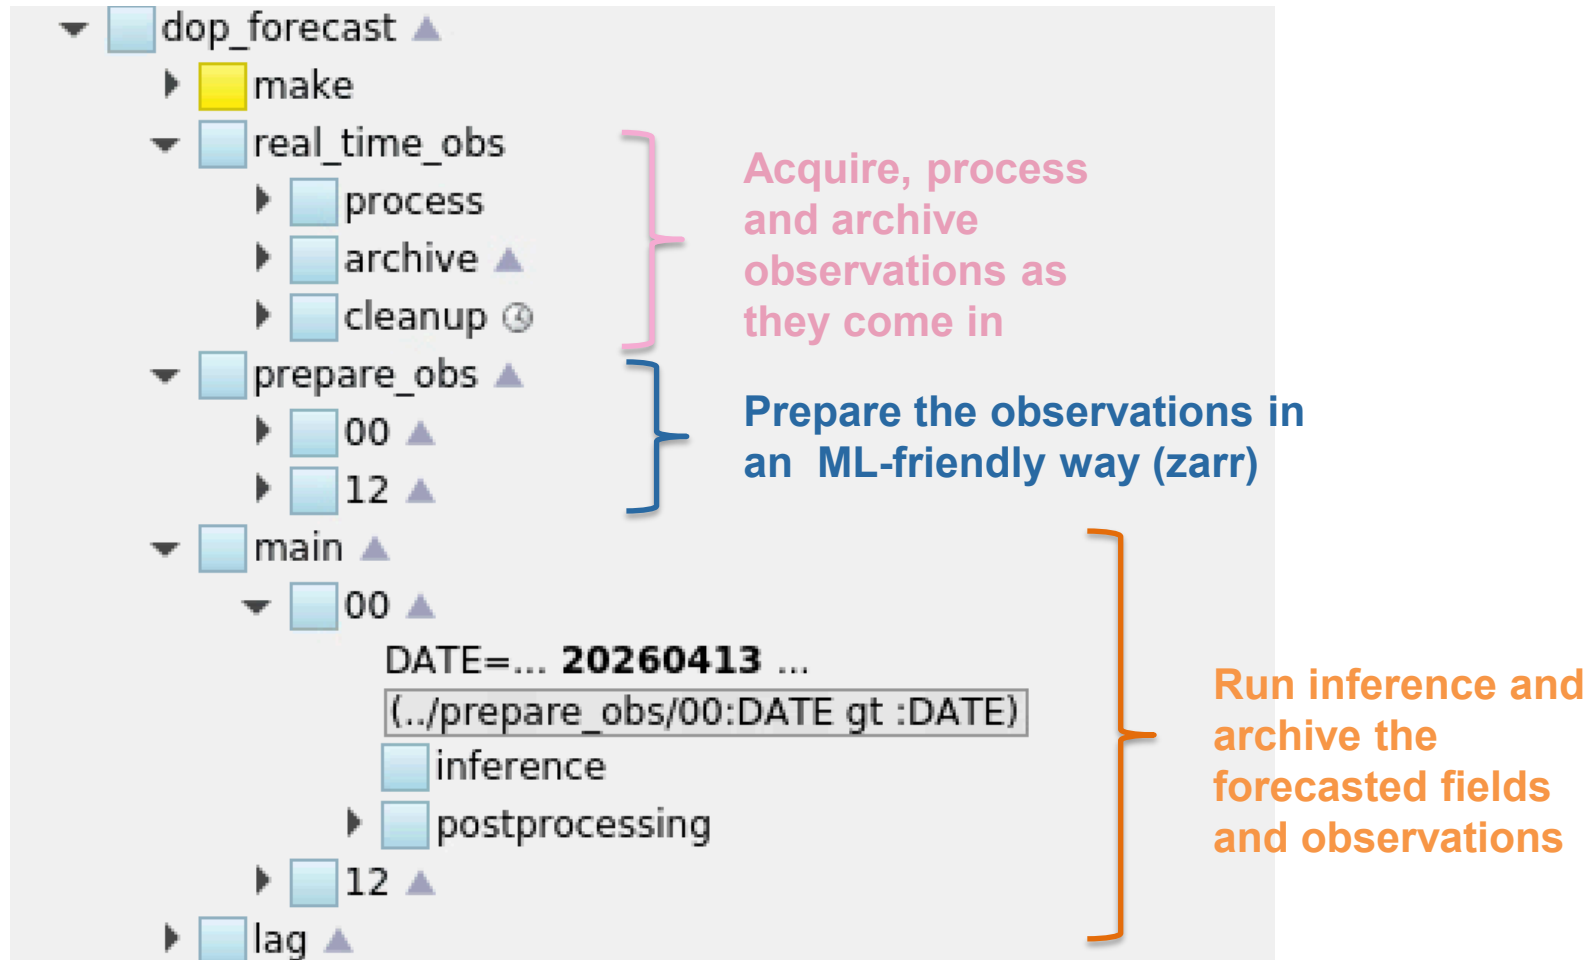 dop_forecast
make
real_time_obs
process
archive
cleanup
prepare_obs
00
12
main
00
DATE=... 20260413 ...
(../prepare_obs/00:DATE gt :DATE)
inference
postprocessing
12
lag
Acquire, process
and archive
observations as
they come in
Prepare the observations in
an ML-friendly way (zarr)
Run inference and
archive the
forecasted fields
and observations